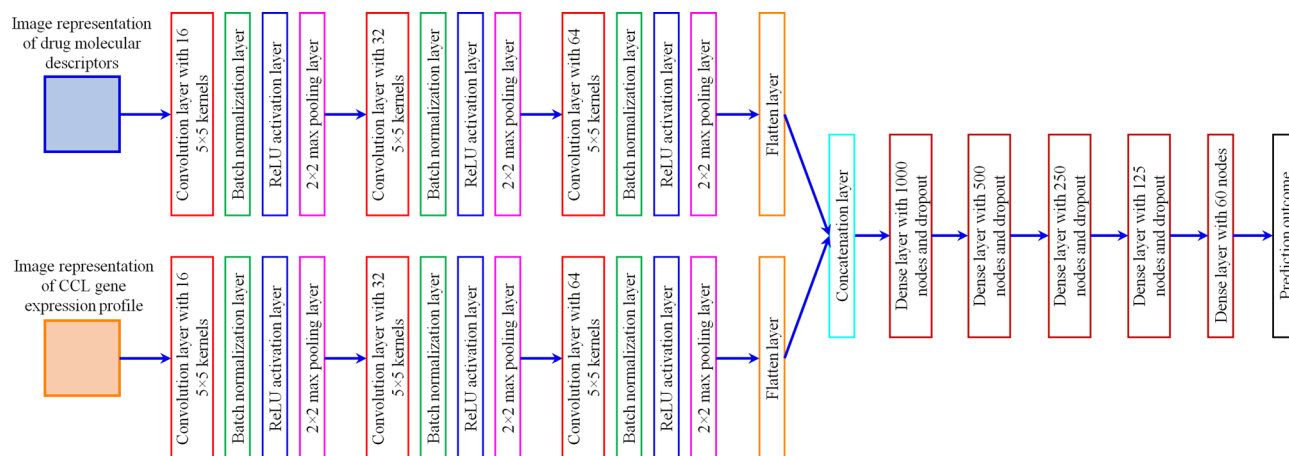 Image representation
of drug molecular
descriptors
Convolution layer with 16
5×5 kernels
Batch normalization layer
ReLU activation layer
2×2 max pooling layer
Convolution layer with 32
5×5 kernels
Batch normalization layer
ReLU activation layer
2×2 max pooling layer
Convolution layer with 64
5×5 kernels
Batch normalization layer
ReLU activation layer
2×2 max pooling layer
Flatten layer
Image representation
of CCL gene
expression profile
Convolution layer with 16
5×5 kernels
Batch normalization layer
ReLU activation layer
2×2 max pooling layer
Convolution layer with 32
5×5 kernels
Batch normalization layer
ReLU activation layer
2×2 max pooling layer
Convolution layer with 64
5×5 kernels
Batch normalization layer
ReLU activation layer
2×2 max pooling layer
Flatten layer
Concatenation layer
Dense layer with 1000
nodes and dropout
Dense layer with 500
nodes and dropout
Dense layer with 250
nodes and dropout
Dense layer with 125
nodes and dropout
Dense layer with 60 nodes
Prediction outcome